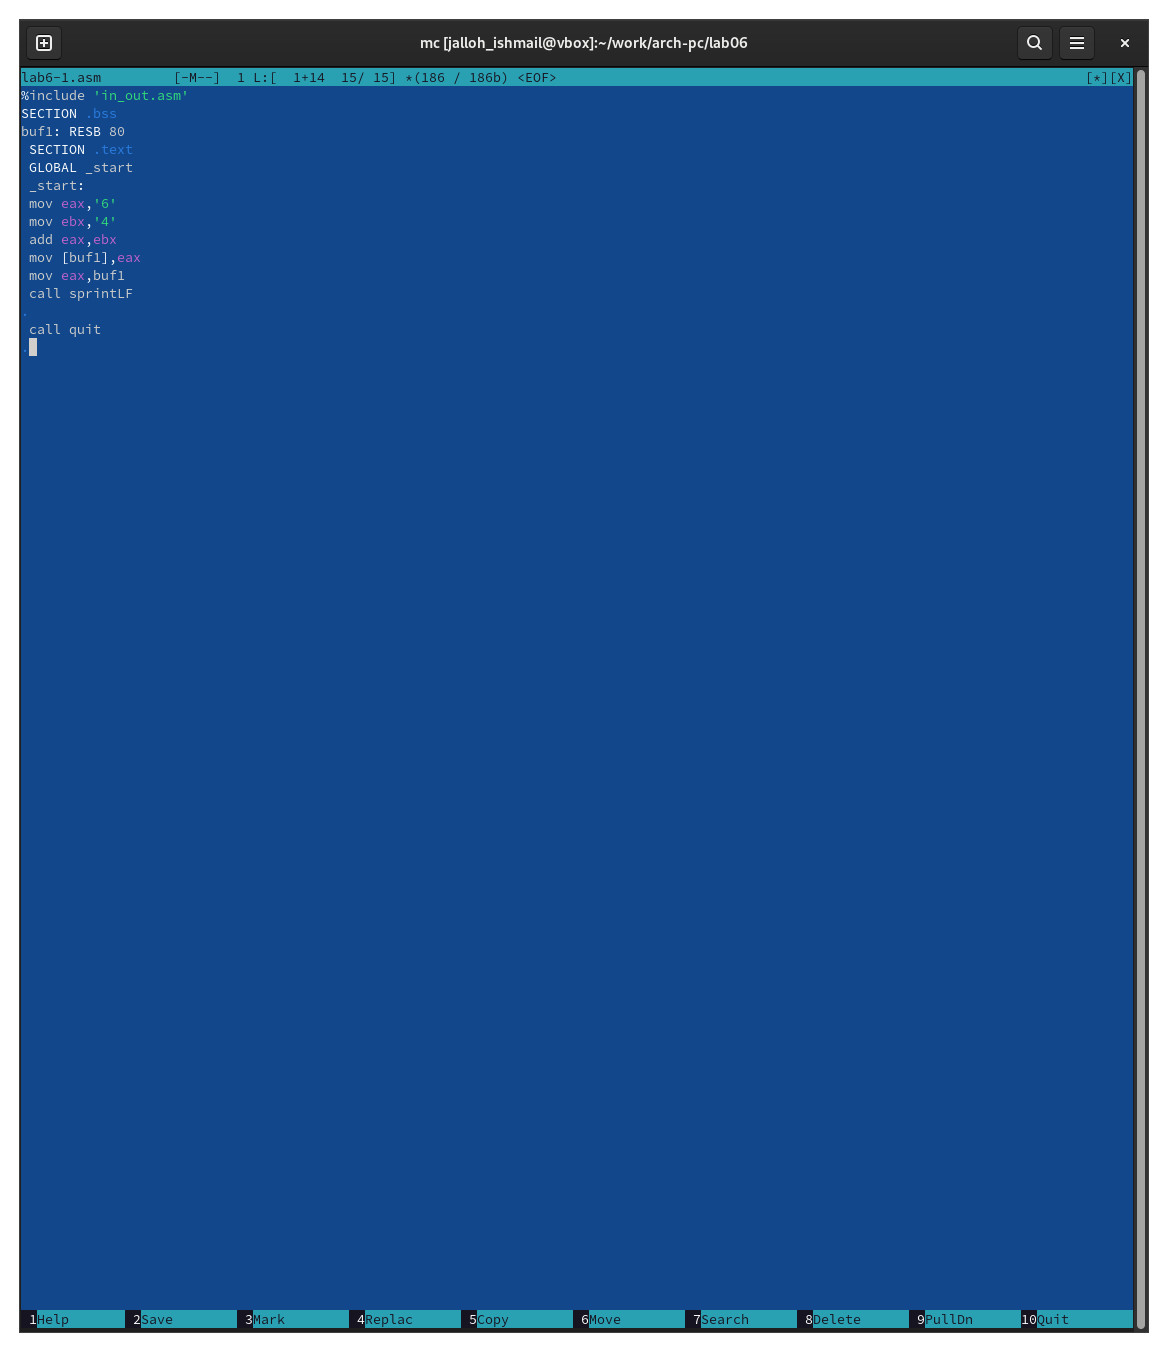 mc [jalloh_ishmail@vbox]:~/work/arch-pc/lab06
lab6-1.asm [-M--] 1 L:[ 1+14 15/ 15] *(186 / 186b) <EOF> [*][X]
%include 'in_out.asm'
SECTION .bss
buf1: RESB 80
SECTION .text
GLOBAL _start
_start:
mov eax,'6'
mov ebx,'4'
add eax,ebx
mov [buf1],eax
mov eax,buf1
call sprintLF
.
call quit
.
1Help 2Save 3Mark 4Replac 5Copy 6Move 7Search 8Delete 9PullDn 10Quit